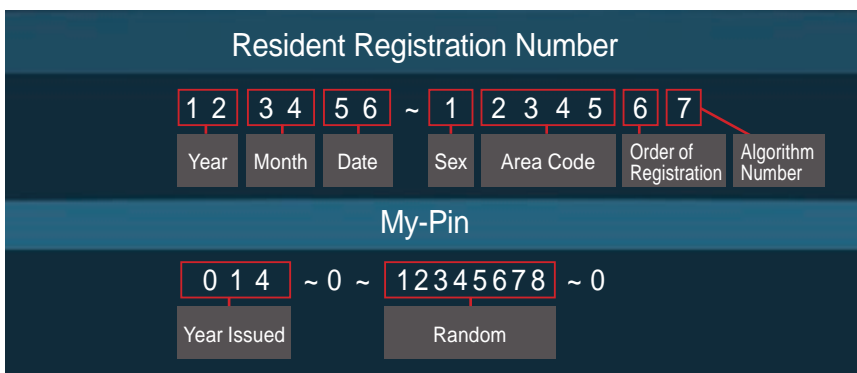 Resident Registration Number
1 2 3 4 5 6 ~ 1 2 3 4 5 6 7
Year Month Date Sex Area Code Order of Registration Algorithm Number
My-Pin
0 1 4 ~ 0 ~ 12345678 ~ 0
Year Issued Random